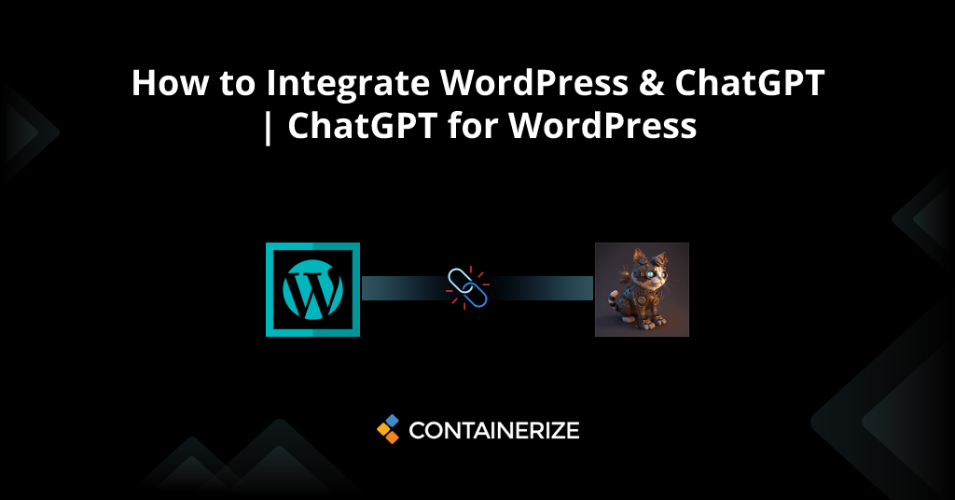 How to Integrate WordPress & ChatGPT
| ChatGPT for WordPress
W
CONTAINERIZE